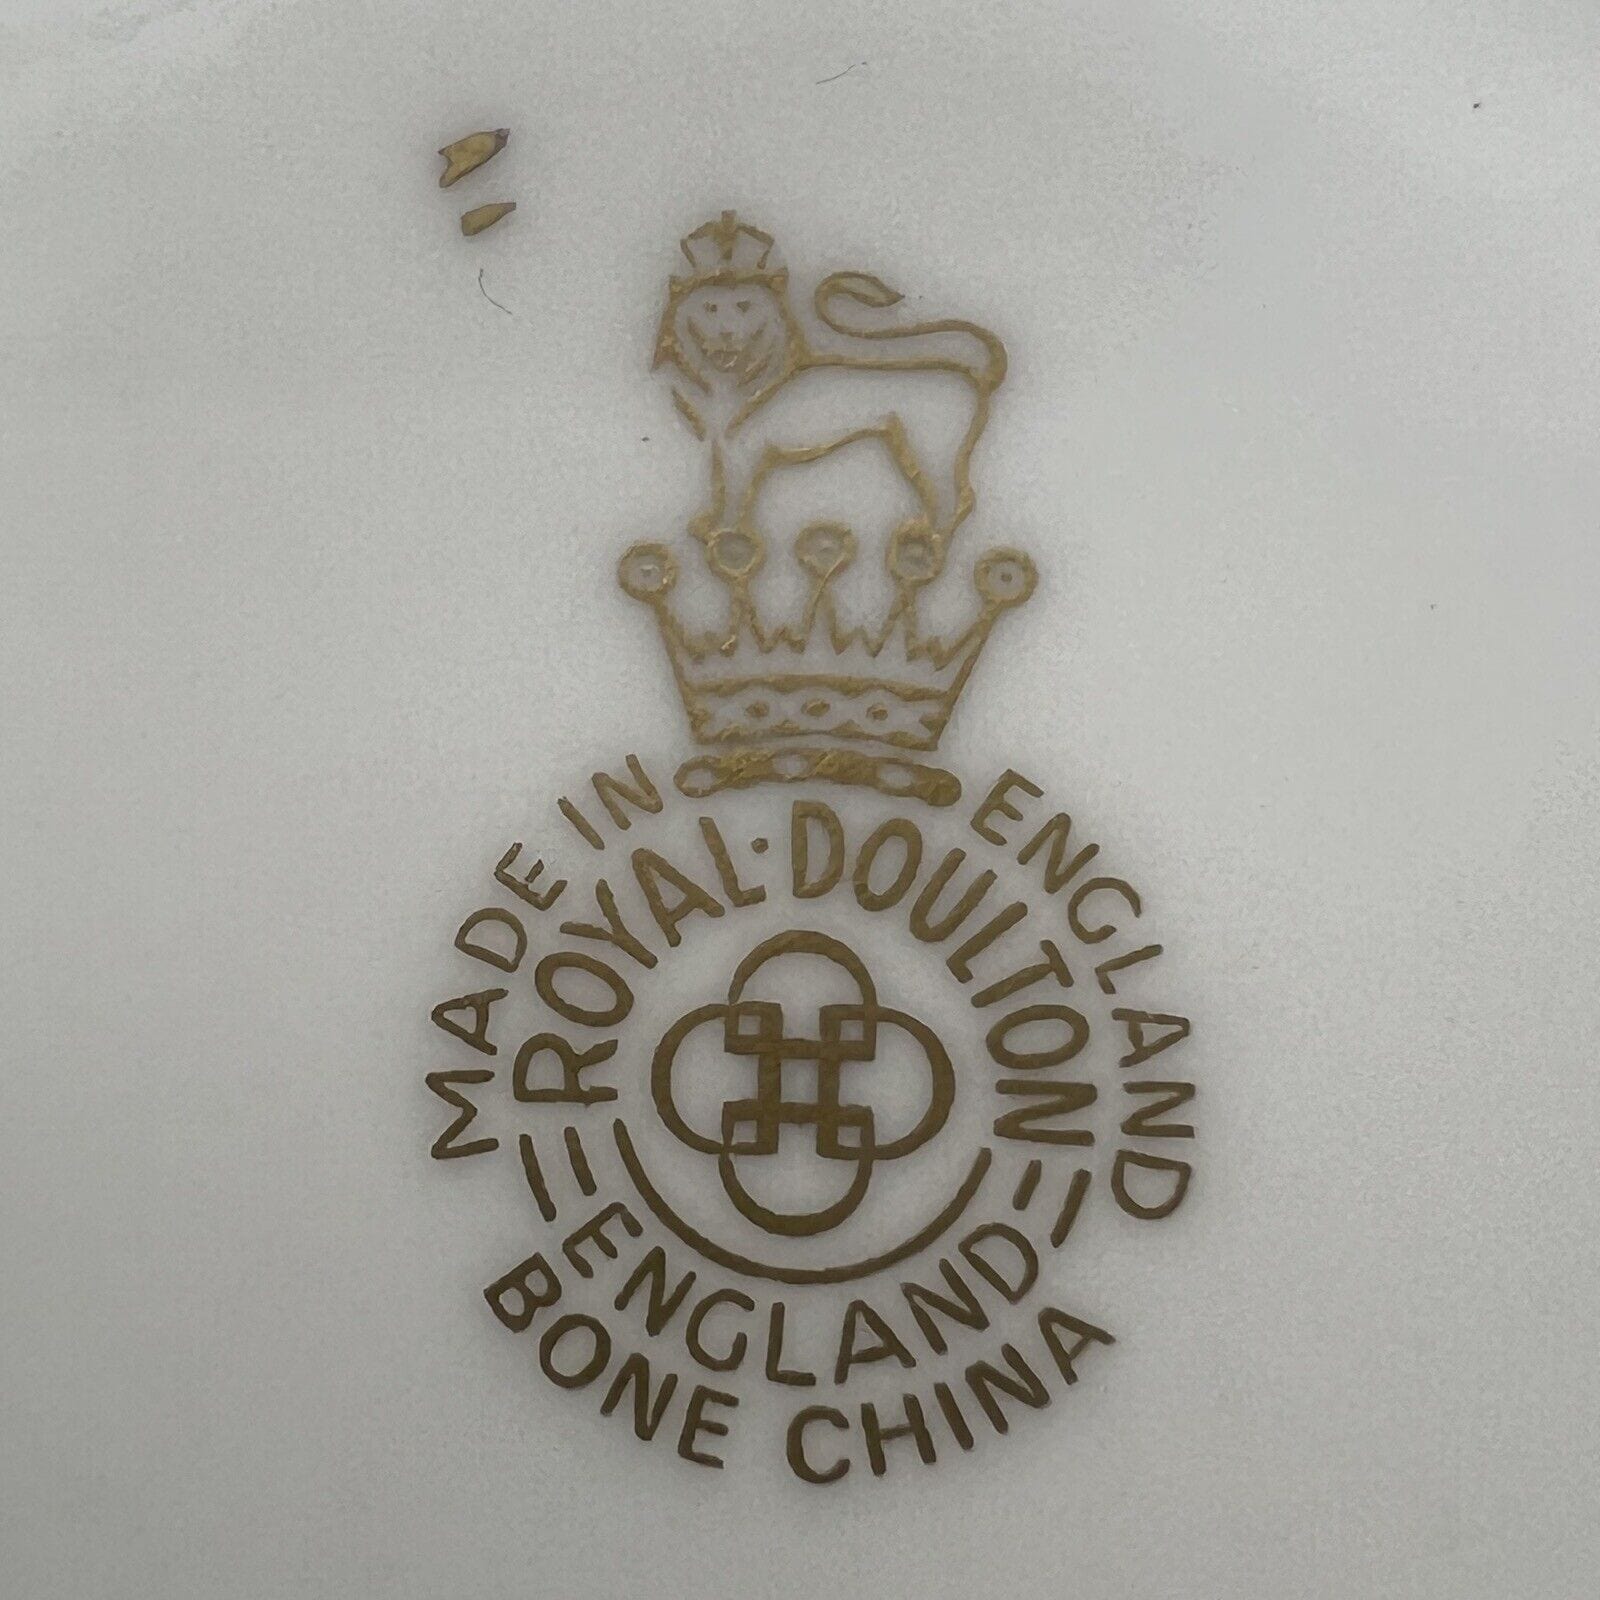 MADE IN ENGLAND
ROYAL·DOULTON
ENGLAND
BONE CHINA